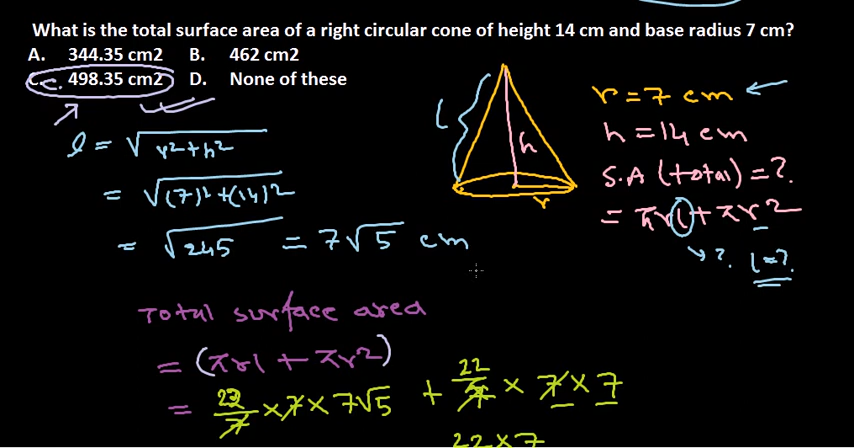 What is the total surface area of a right circular cone of height 14 cm and base radius 7 cm?
A. 344.35 cm2 B. 462 cm2
C. 498.35 cm2 D. None of these
l = √r2+h2
= √(7)2+(14)2
= √245 = 7√5 cm
l
h
r
r = 7 cm
h = 14 cm
S.A (total) = ?.
= πrl + πr2
→ ?. l=?.
Total surface area
= (πrl + πr2)
= 22/7 × 7 × 7√5 + 22/7 × 7 × 7
22×7